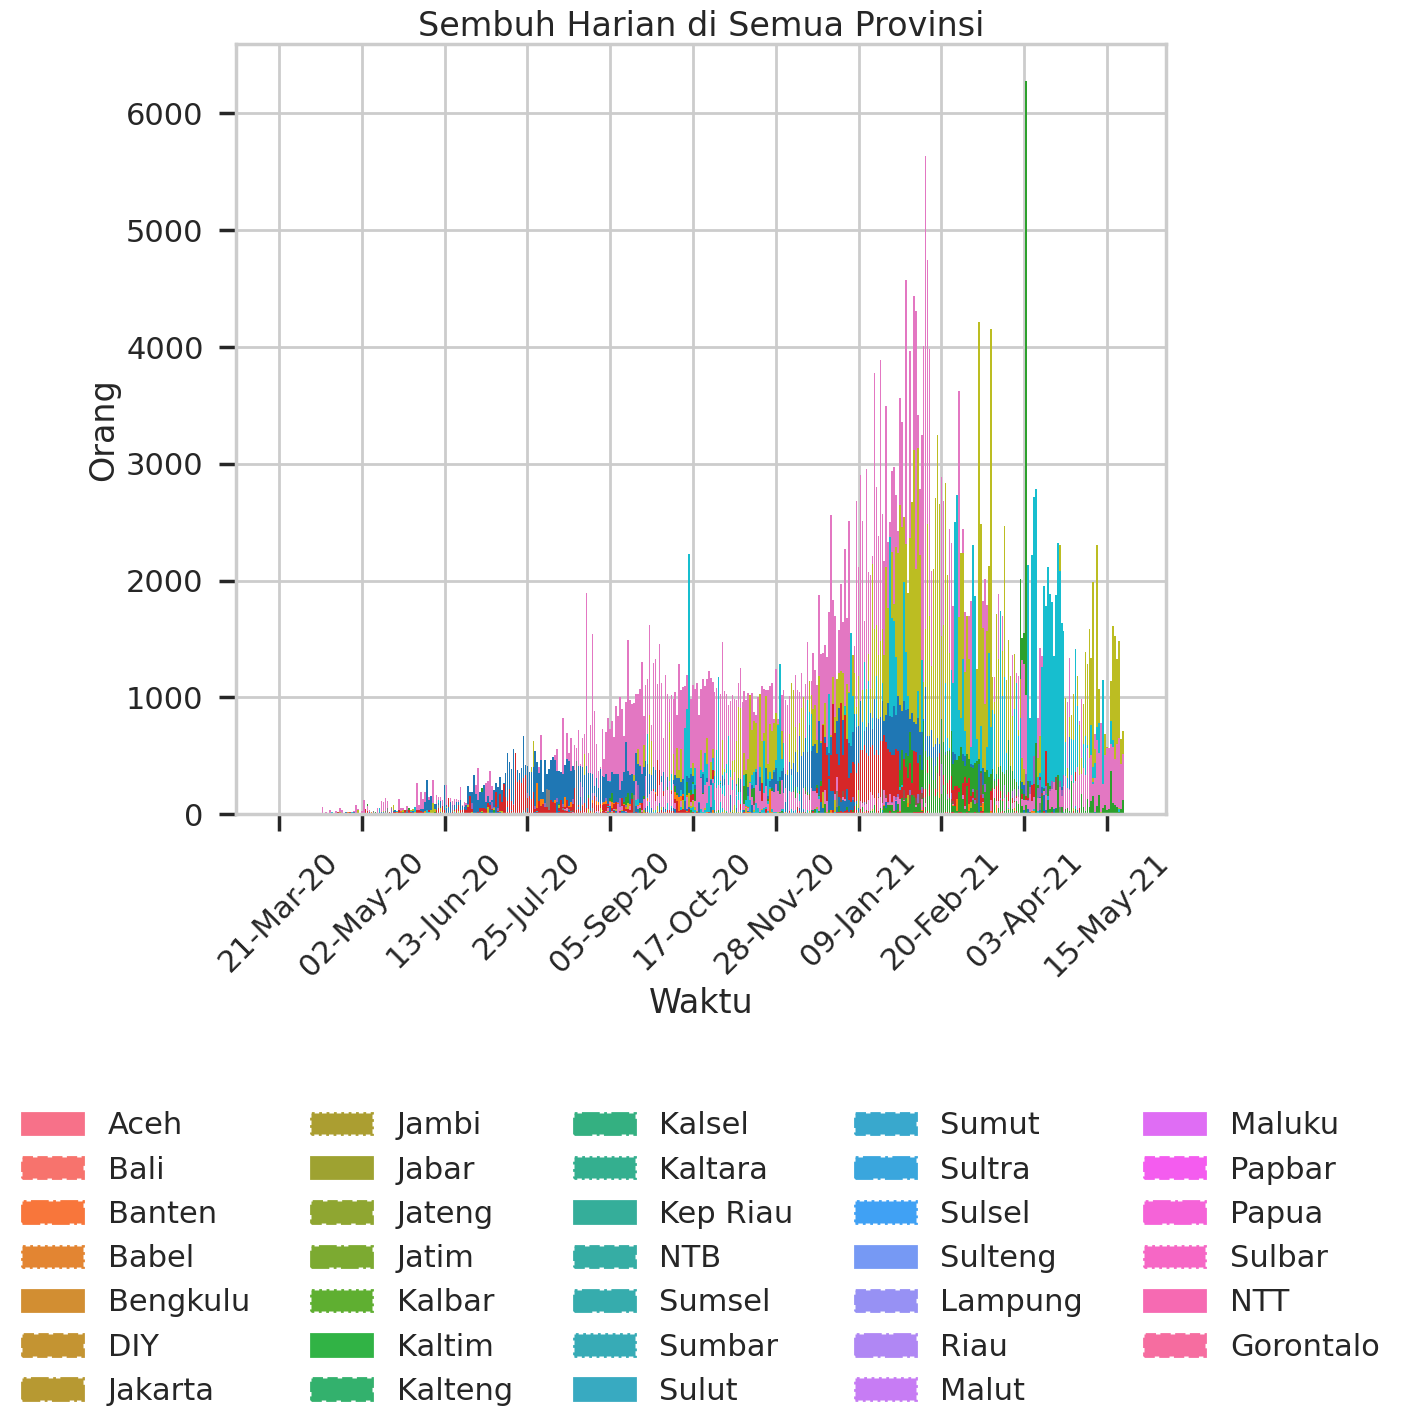 Sembuh Harian di Semua Provinsi
Orang
6000
5000
4000
3000
2000
1000
0
21-Mar-20
02-May-20
13-Jun-20
25-Jul-20
05-Sep-20
17-Oct-20
28-Nov-20
09-Jan-21
20-Feb-21
03-Apr-21
15-May-21
Waktu
Aceh
Bali
Banten
Babel
Bengkulu
DIY
Jakarta
Jambi
Jabar
Jateng
Jatim
Kalbar
Kaltim
Kalteng
Kalsel
Kaltara
Kep Riau
NTB
Sumsel
Sumbar
Sulut
Sumut
Sultra
Sulsel
Sulteng
Lampung
Riau
Malut
Maluku
Papbar
Papua
Sulbar
NTT
Gorontalo